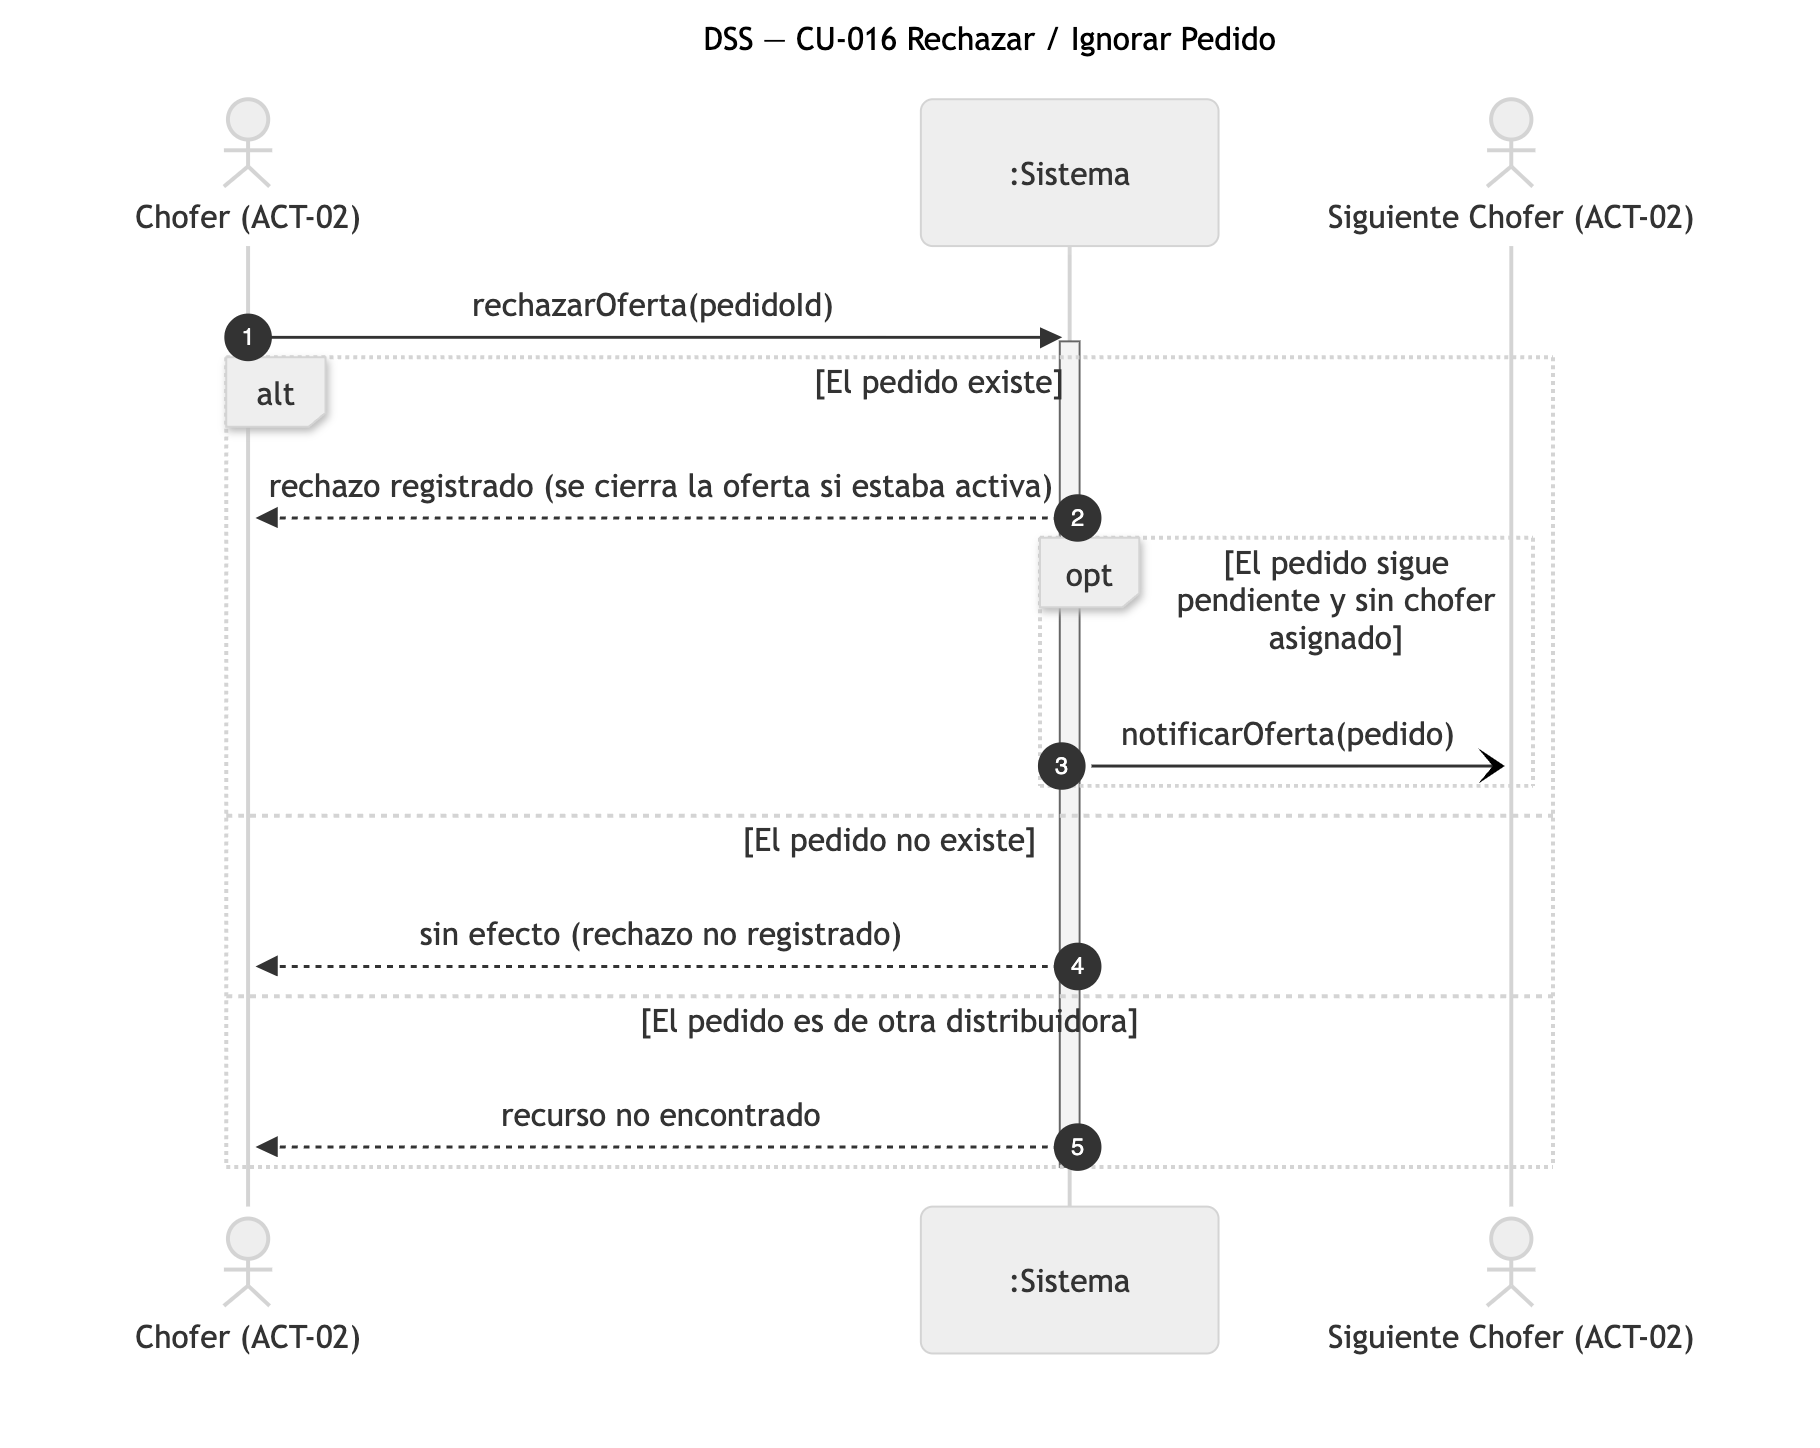 DSS — CU-016 Rechazar / Ignorar Pedido
:Sistema
Chofer (ACT-02)
Siguiente Chofer (ACT-02)
rechazarOferta(pedidoId)
1
alt
[El pedido existe]
rechazo registrado (se cierra la oferta si estaba activa)
2
opt
[El pedido sigue
pendiente y sin chofer
asignado]
notificarOferta(pedido)
3
[El pedido no existe]
sin efecto (rechazo no registrado)
4
[El pedido es de otra distribuidora]
recurso no encontrado
5
:Sistema
Chofer (ACT-02)
Siguiente Chofer (ACT-02)